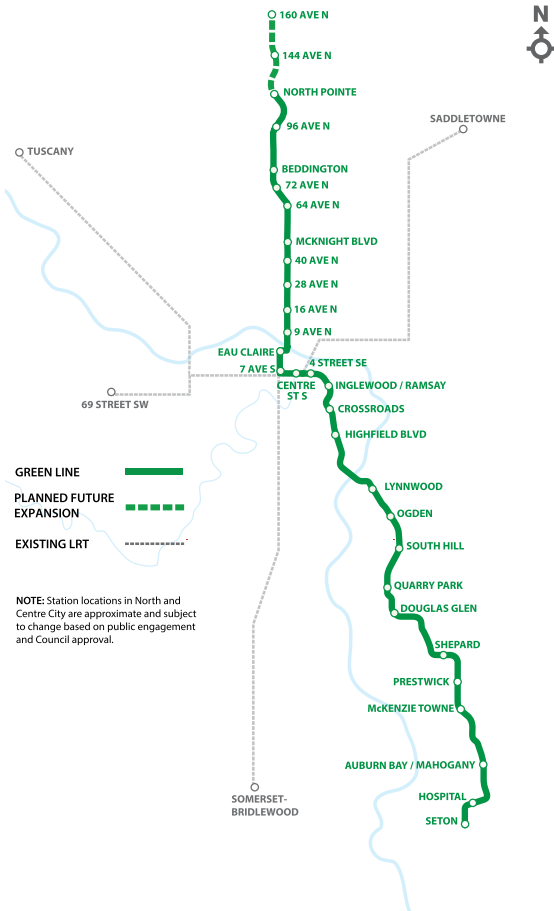 160 AVE N
N
144 AVE N
NORTH POINTE
SADDLETOWNE
96 AVE N
TUSCANY
BEDDINGTON
72 AVE N
64 AVE N
MCKNIGHT BLVD
40 AVE N
28 AVE N
16 AVE N
9 AVE N
EAU CLAIRE
4 STREET SE
7 AVE S
CENTRE
ST S
INGLEWOOD / RAMSAY
69 STREET SW
CROSSROADS
HIGHFIELD BLVD
GREEN LINE
LYNNWOOD
PLANNED FUTURE
EXPANSION
OGDEN
EXISTING LRT
SOUTH HILL
QUARRY PARK
NOTE: Station locations in North and
Centre City are approximate and subject
to change based on public engagement
and Council approval.
DOUGLAS GLEN
SHEPARD
PRESTWICK
McKENZIE TOWNE
AUBURN BAY / MAHOGANY
SOMERSET-
BRIDLEWOOD
HOSPITAL
SETON